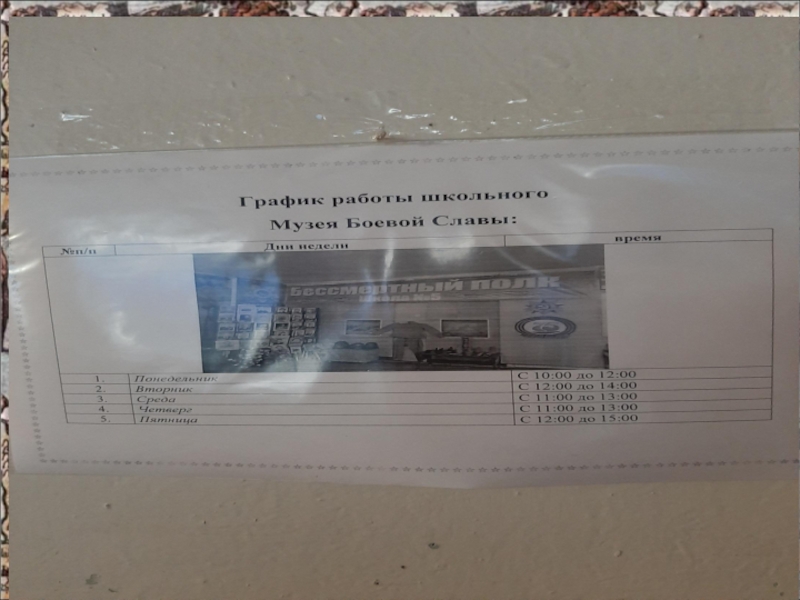 График работы школьного
Музея Боевой Славы:
№п/п Дни недели время
Бессмертный полк
школа №5
1. Понедельник С 10:00 до 12:00
2. Вторник С 12:00 до 14:00
3. Среда С 11:00 до 13:00
4. Четверг С 11:00 до 13:00
5. Пятница С 12:00 до 15:00